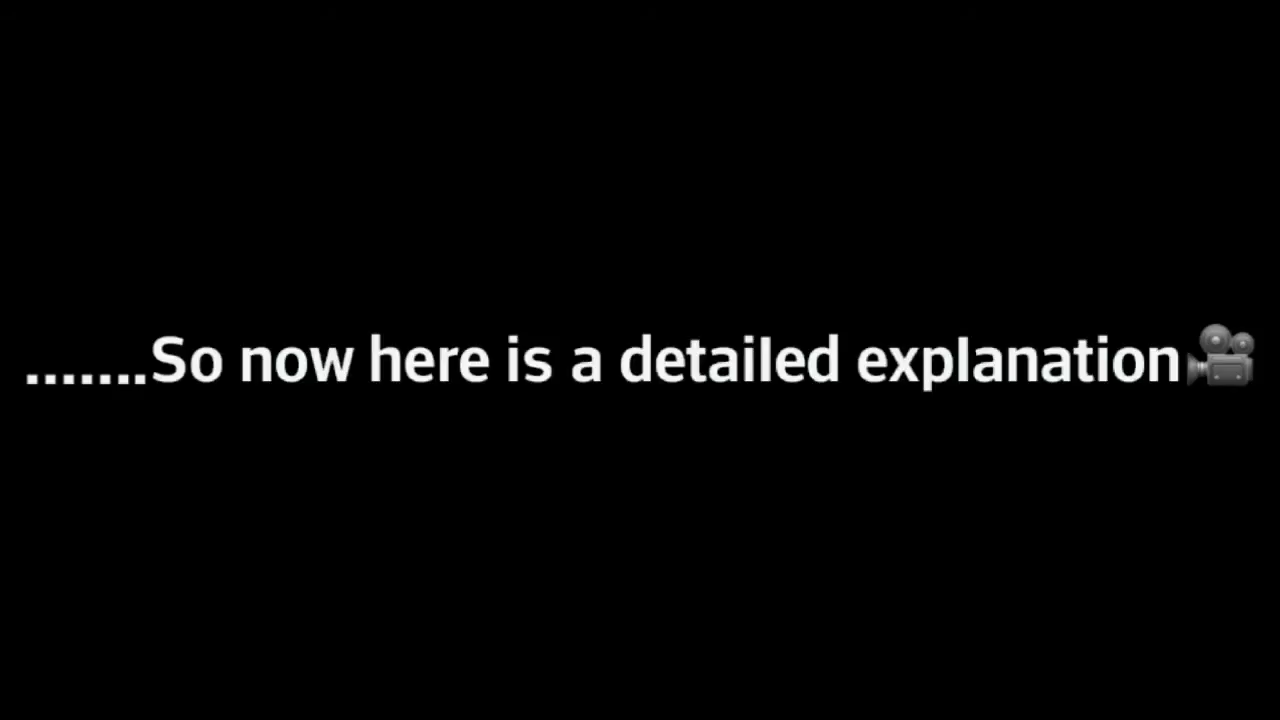 .......So now here is a detailed explanation🎥